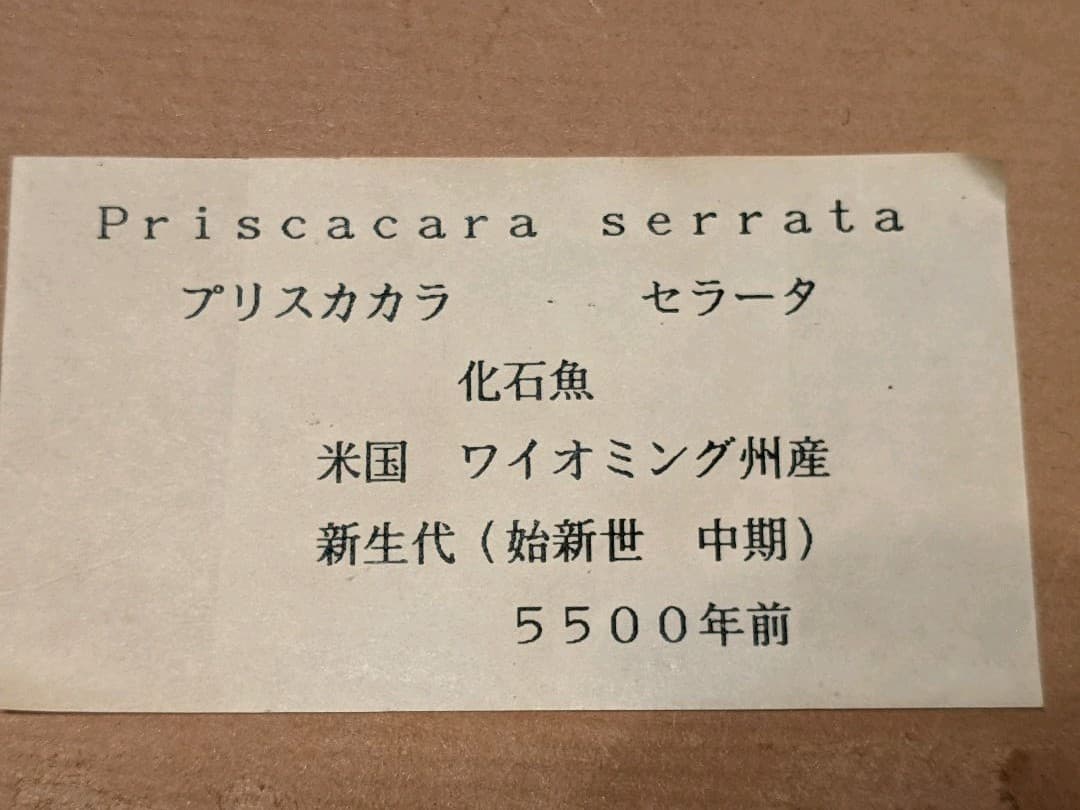 Priscacara serrata
プリスカカラ セラータ
化石魚
米国 ワイオミング州産
新生代（始新世 中期）
５５００年前